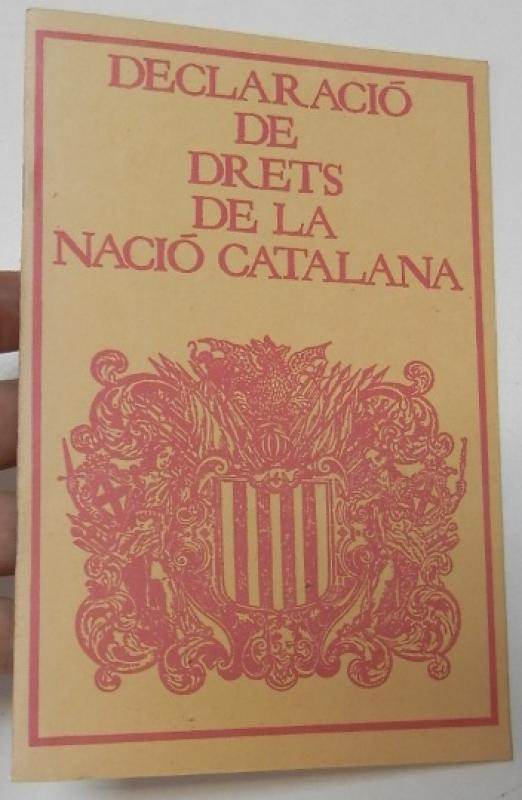 DECLARACIÓ
DE
DRETS
DE LA
NACIÓ CATALANA